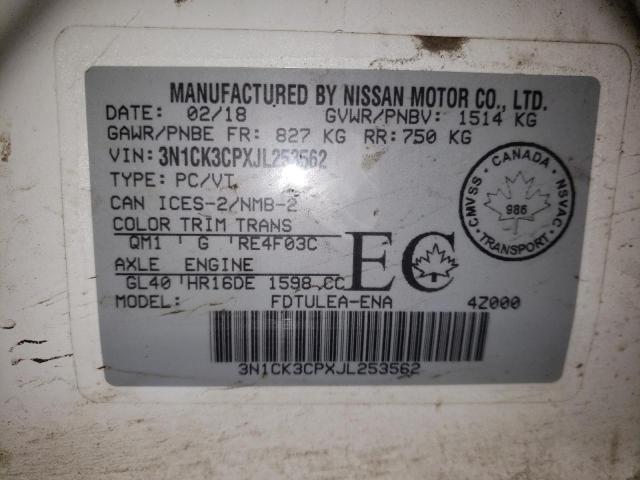 MANUFACTURED BY NISSAN MOTOR CO., LTD.
DATE: 02/18 GVWR/PNBV: 1514 KG
GAWR/PNBE FR: 827 KG RR: 750 KG
VIN: 3N1CK3CPXJL253562
TYPE: PC/VT
CAN ICES-2/NMB-2
COLOR TRIM TRANS
QM1 G RE4F03C
AXLE ENGINE
GL40 HR16DE 1598 CC
MODEL: FDTULEA-ENA 4Z000
EC
CANADA
CMVSS NSVAC
986
TRANSPORT
3N1CK3CPXJL253562